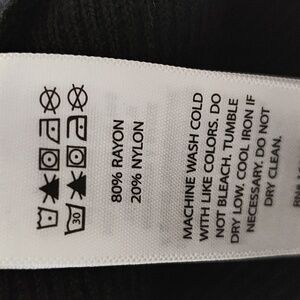 30
80% RAYON
20% NYLON
MACHINE WASH COLD
WITH LIKE COLORS. DO
NOT BLEACH. TUMBLE
DRY LOW. COOL IRON IF
NECESSARY. DO NOT
DRY CLEAN.